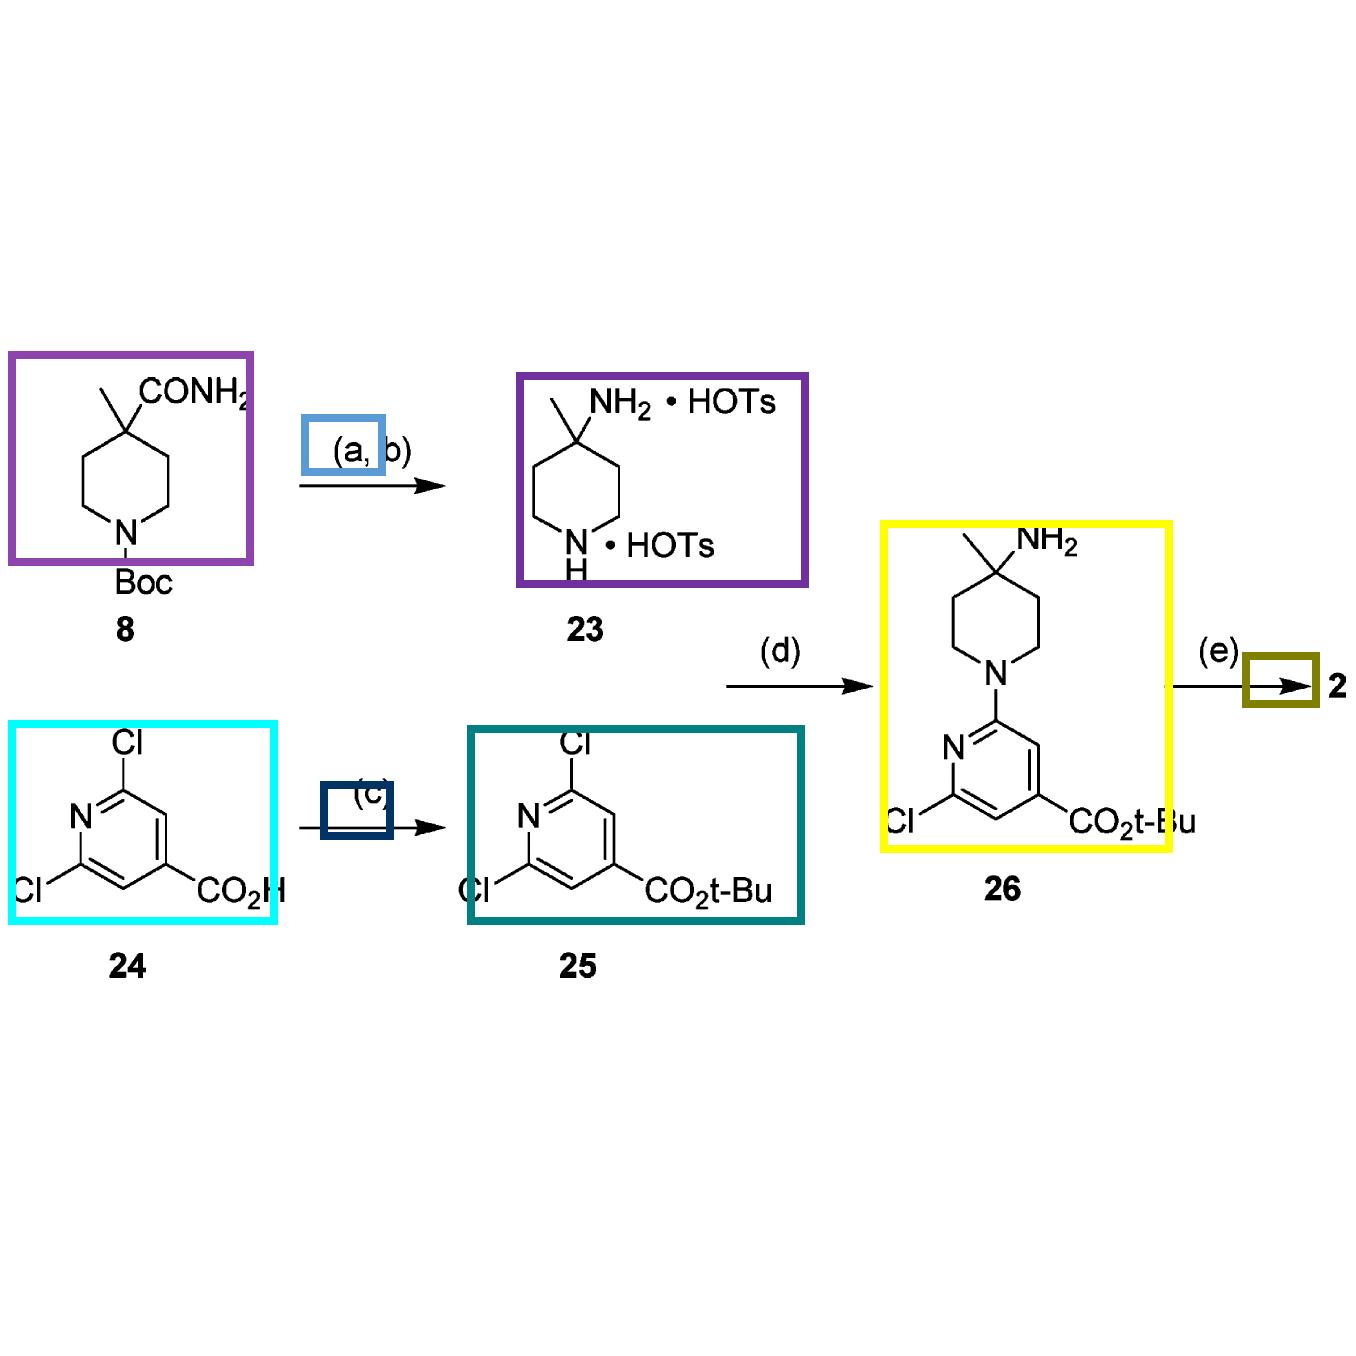 CONH2
N
Boc
8
(a, b)
NH2 • HOTs
N • HOTs
H
23
Cl
N
Cl
CO2H
24
(c)
Cl
N
Cl
CO2t-Bu
25
(d)
NH2
N
N
Cl
CO2t-Bu
26
(e)
2